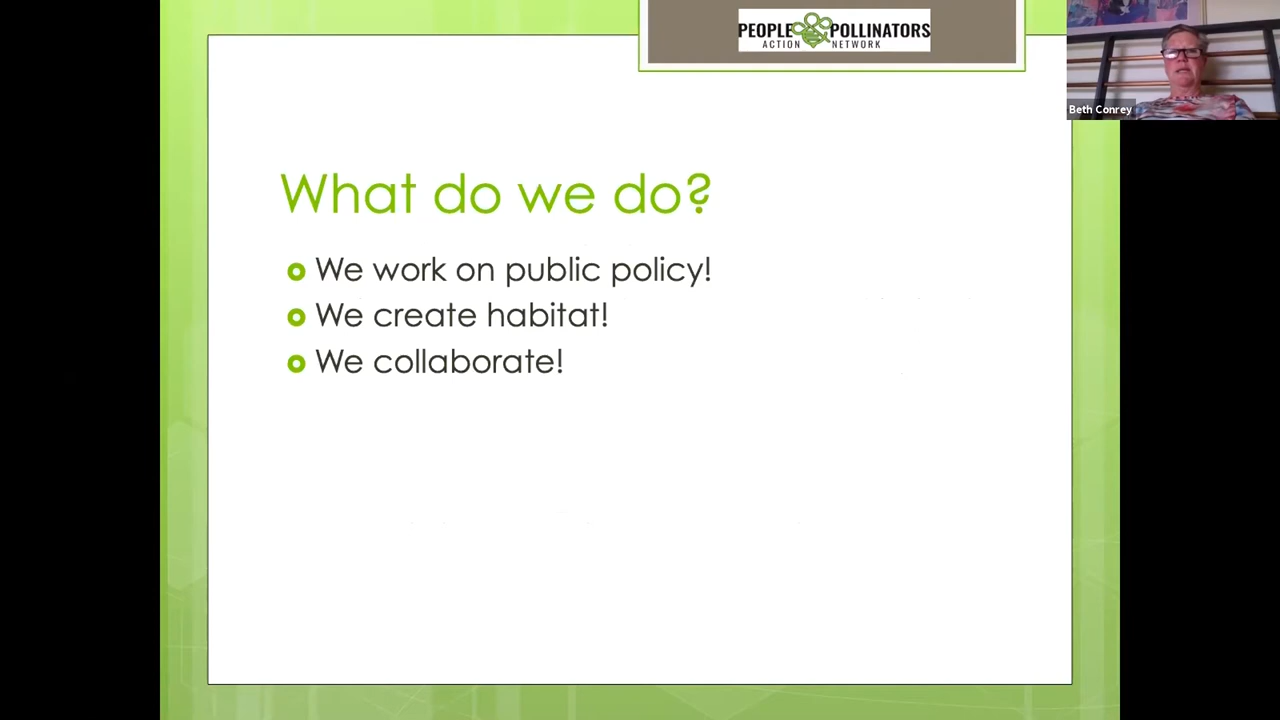 PEOPLE POLLINATORS
ACTION NETWORK
Beth Conrey
What do we do?
We work on public policy!
We create habitat!
We collaborate!